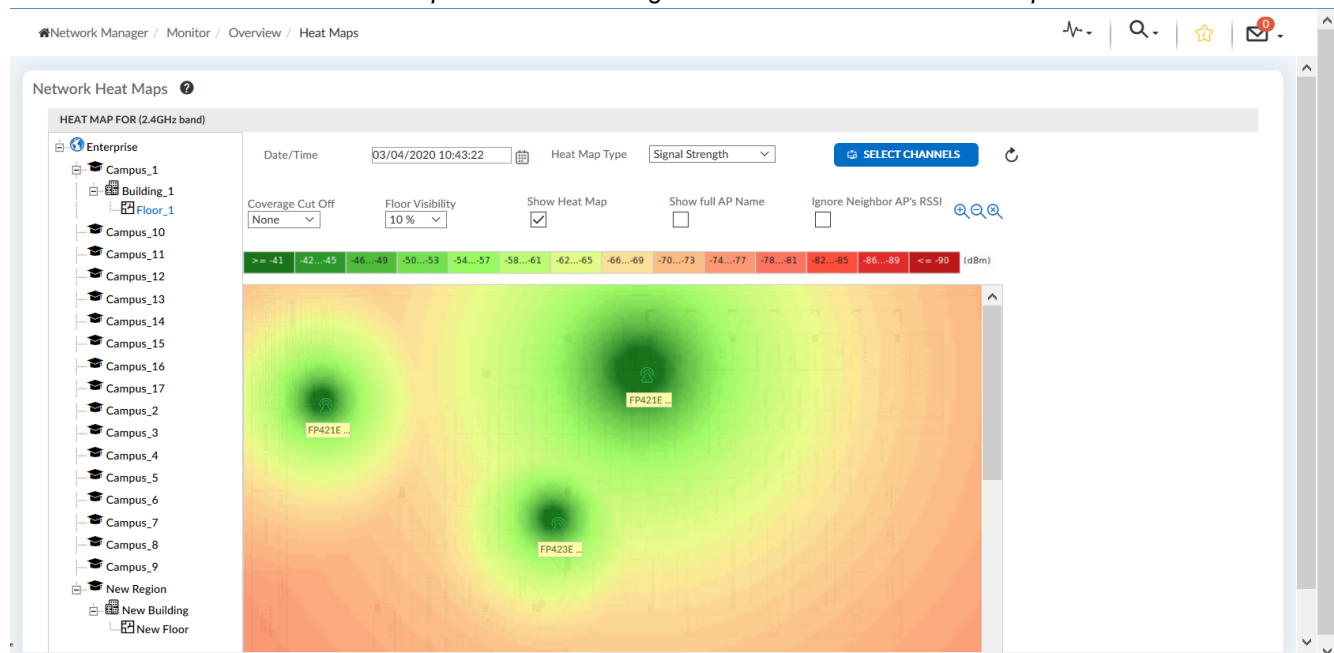 Network Manager / Monitor / Overview / Heat Maps
0
Network Heat Maps ?
HEAT MAP FOR (2.4GHz band)
Enterprise
Campus_1
Building_1
Floor_1
Campus_10
Campus_11
Campus_12
Campus_13
Campus_14
Campus_15
Campus_16
Campus_17
Campus_2
Campus_3
Campus_4
Campus_5
Campus_6
Campus_7
Campus_8
Campus_9
New Region
New Building
New Floor
Date/Time 03/04/2020 10:43:22 Heat Map Type Signal Strength SELECT CHANNELS
Coverage Cut Off Floor Visibility Show Heat Map Show full AP Name Ignore Neighbor AP's RSSI
None 10 %
>= -41 -42...-45 -46...-49 -50...-53 -54...-57 -58...-61 -62...-65 -66...-69 -70...-73 -74...-77 -78...-81 -82...-85 -86...-89 <= -90 (dBm)
FP421E ...
FP421E ...
FP423E ...